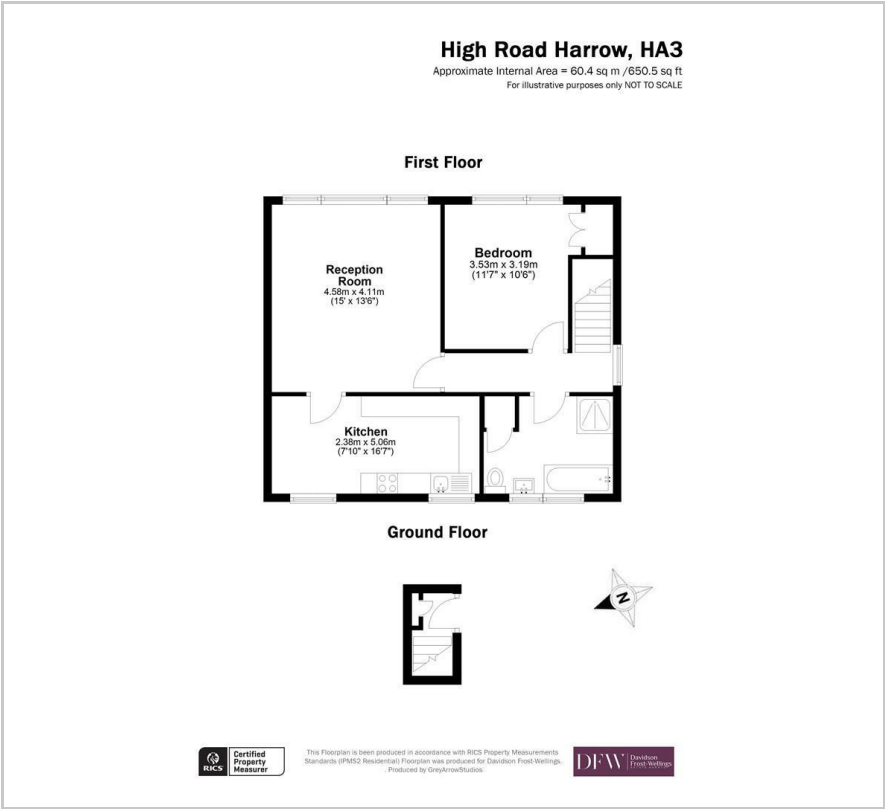 High Road Harrow, HA3
Approximate Internal Area = 60.4 sq m /650.5 sq ft
For illustrative purposes only NOT TO SCALE
First Floor
Reception
Room
4.58m x 4.11m
(15' x 13'6")
Bedroom
3.53m x 3.19m
(11'7" x 10'6")
Kitchen
2.38m x 5.06m
(7'10" x 16'7")
Ground Floor
N
RICS
Certified
Property
Measurer
This Floorplan is been produced in accordance with RICS Property Measurements
Standards (IPMS2 Residential) Floorplan was produced for Davidson Frost-Wellings.
Produced by GreyArrowStudios
DFW
Davidson
Frost-Wellings